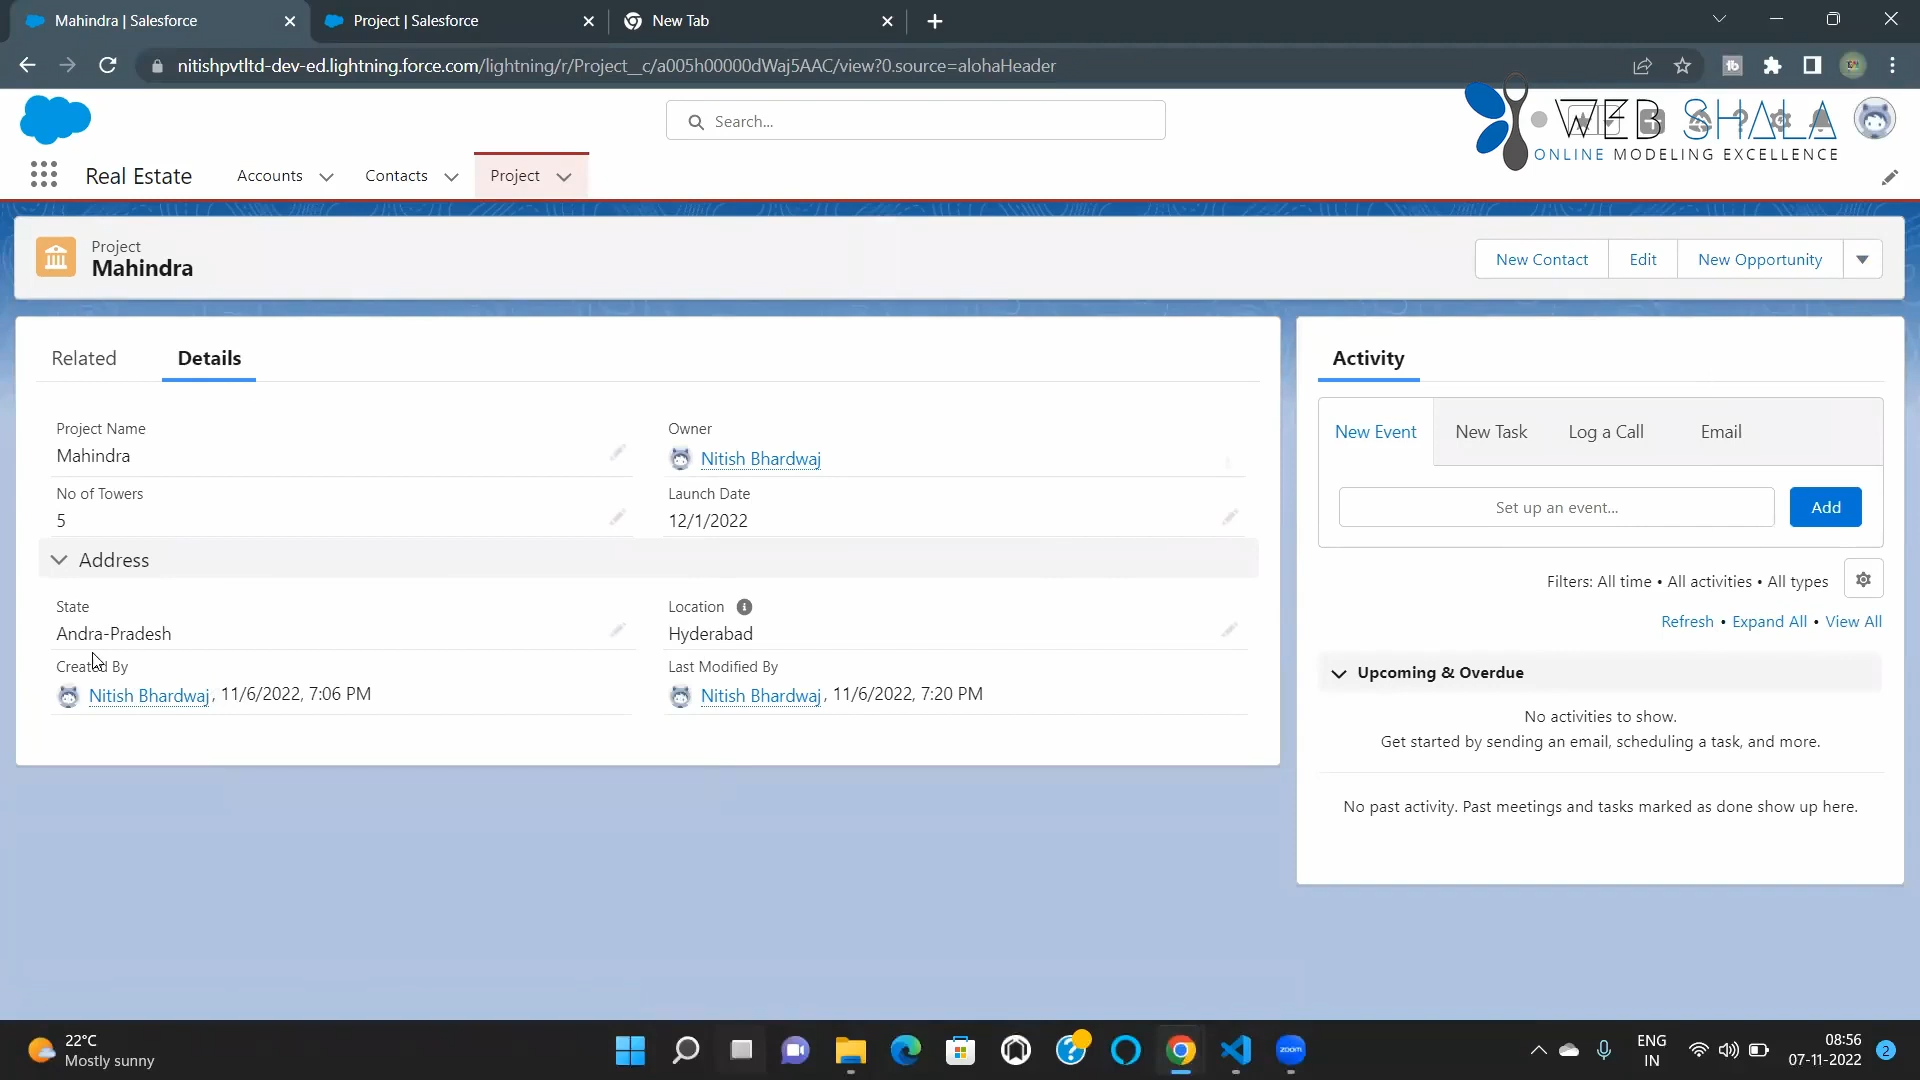 Mahindra | Salesforce
Project | Salesforce
New Tab
nitishpvtltd-dev-ed.lightning.force.com/lightning/r/Project__c/a005h00000dWaj5AAC/view?0.source=alohaHeader
Search...
WEB SHALA
ONLINE MODELING EXCELLENCE
Real Estate
Accounts
Contacts
Project
Project
Mahindra
New Contact
Edit
New Opportunity
Related
Details
Project Name
Mahindra
Owner
Nitish Bhardwaj
No of Towers
5
Launch Date
12/1/2022
Address
State
Andra-Pradesh
Location
Hyderabad
Created By
Nitish Bhardwaj, 11/6/2022, 7:06 PM
Last Modified By
Nitish Bhardwaj, 11/6/2022, 7:20 PM
Activity
New Event
New Task
Log a Call
Email
Set up an event...
Add
Filters: All time • All activities • All types
Refresh • Expand All • View All
Upcoming & Overdue
No activities to show.
Get started by sending an email, scheduling a task, and more.
No past activity. Past meetings and tasks marked as done show up here.
22°C
Mostly sunny
zoom
ENG
IN
08:56
07-11-2022
2